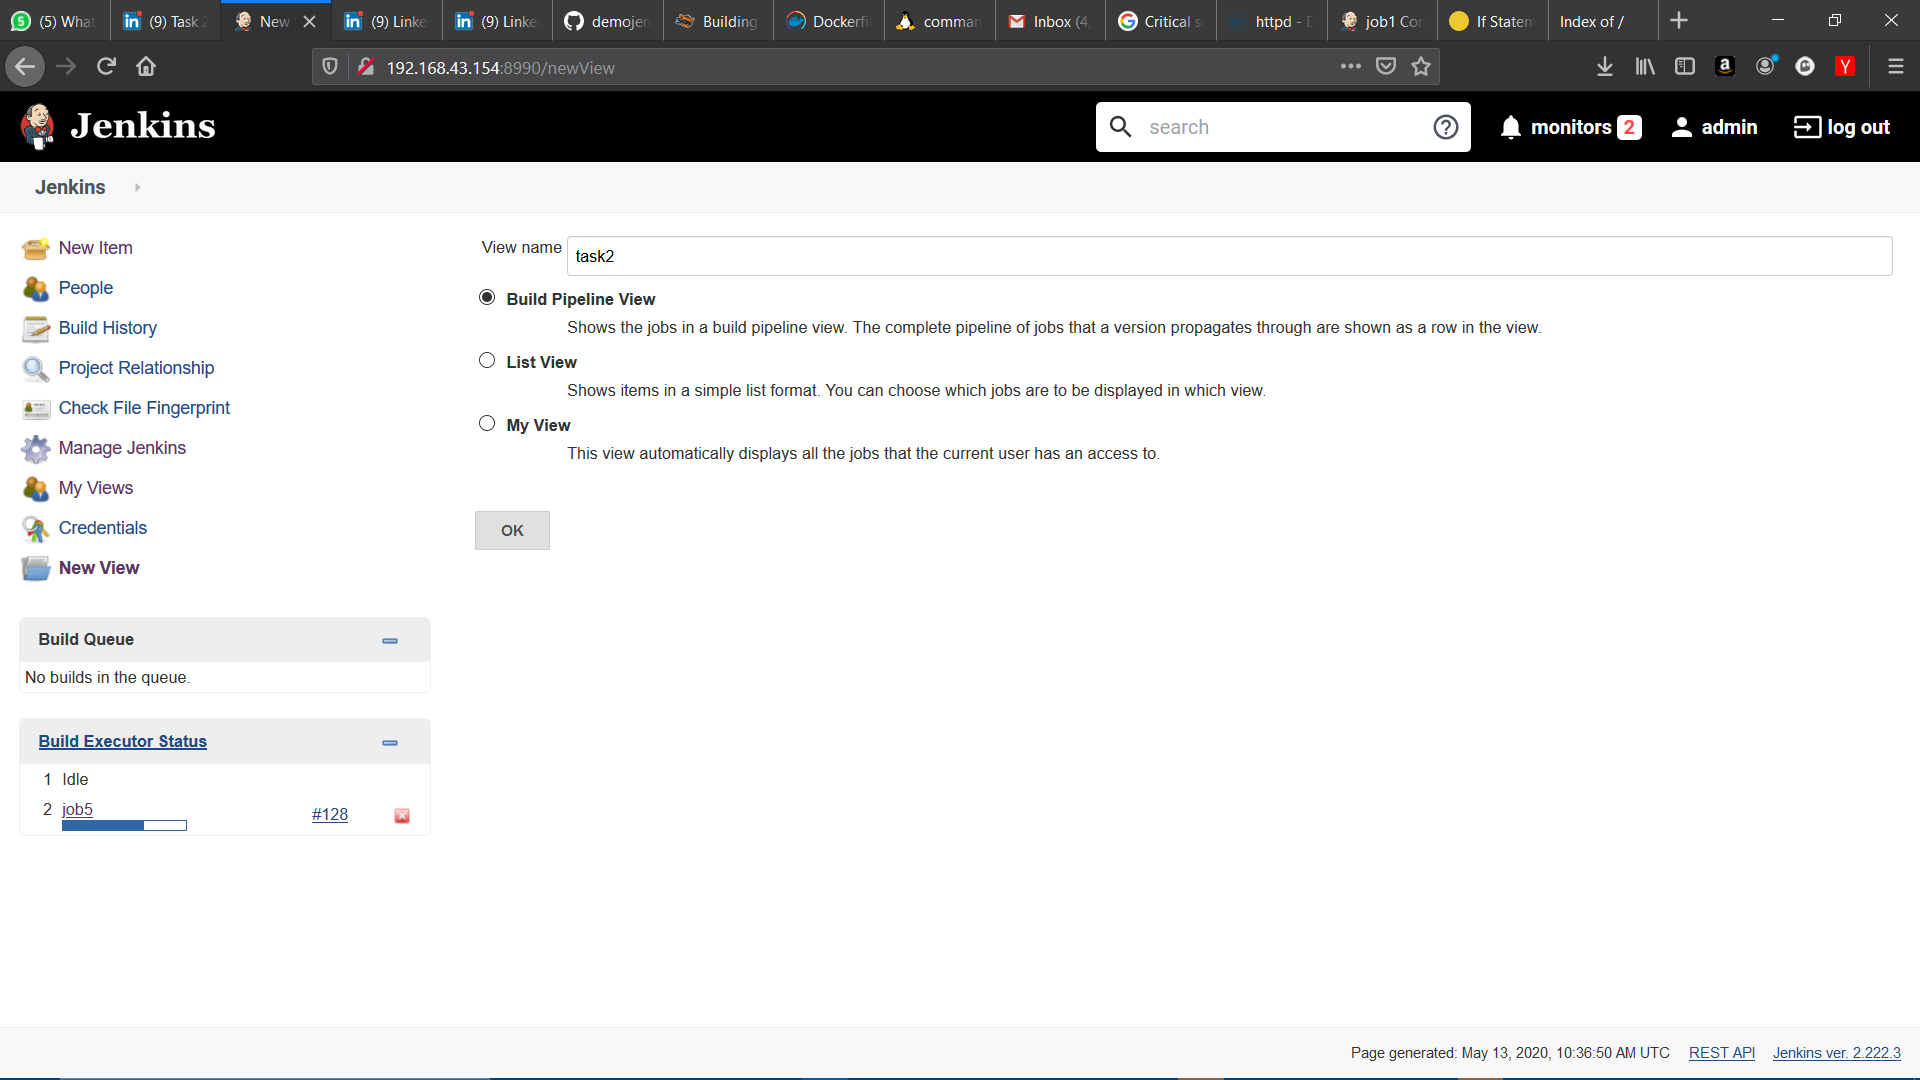 (5) What
(9) Task 2
New
(9) Linke
(9) Linke
demojen
Building
Dockerfi
comman
Inbox (4,
Critical s
httpd - D
job1 Con
If Statem
Index of /
192.168.43.154:8990/newView
Jenkins
search
monitors 2
admin
log out
Jenkins
New Item
People
Build History
Project Relationship
Check File Fingerprint
Manage Jenkins
My Views
Credentials
New View
View name task2
Build Pipeline View
Shows the jobs in a build pipeline view. The complete pipeline of jobs that a version propagates through are shown as a row in the view.
List View
Shows items in a simple list format. You can choose which jobs are to be displayed in which view.
My View
This view automatically displays all the jobs that the current user has an access to.
OK
Build Queue
No builds in the queue.
Build Executor Status
1 Idle
2 job5 #128
Page generated: May 13, 2020, 10:36:50 AM UTC REST API Jenkins ver. 2.222.3